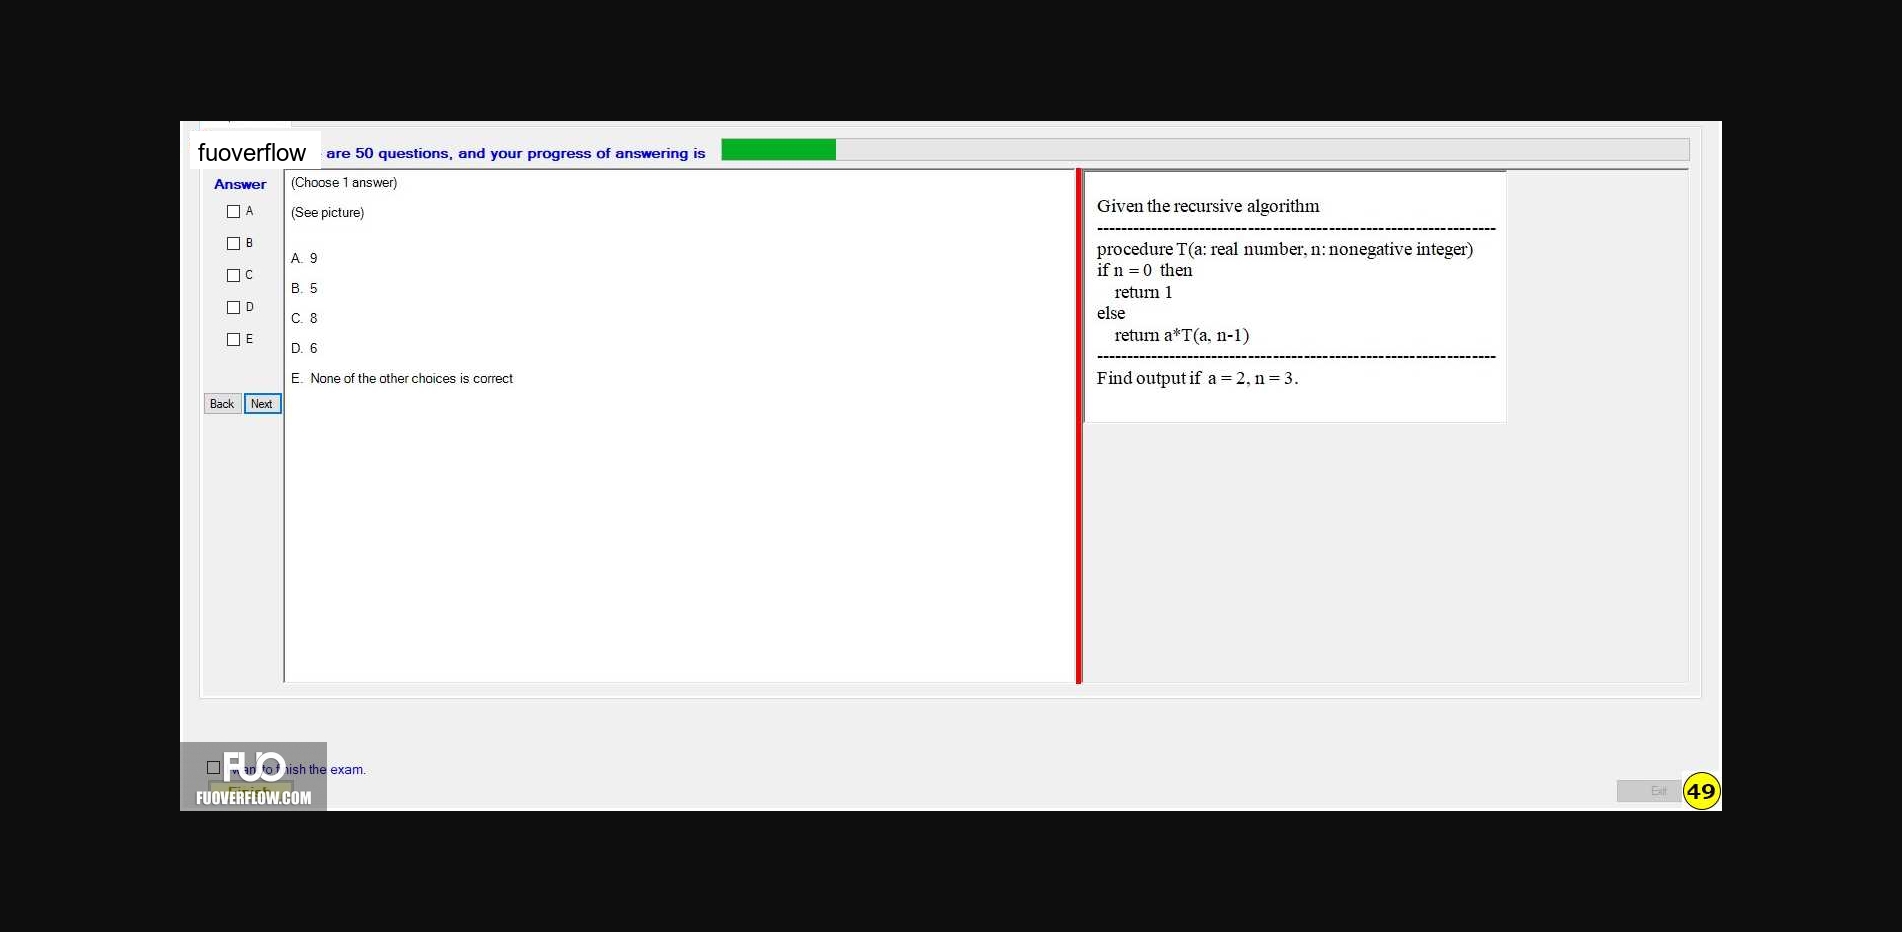 fuoverflow are 50 questions, and your progress of answering is
Answer
A
B
C
D
E
Back Next
(Choose 1 answer)
(See picture)
A. 9
B. 5
C. 8
D. 6
E. None of the other choices is correct
Given the recursive algorithm
--------------------------------------------------------------------
procedure T(a: real number, n: nonegative integer)
if n = 0 then
return 1
else
return a*T(a, n-1)
--------------------------------------------------------------------
Find output if a = 2, n = 3.
FUO
want to finish the exam.
Finish
FUOVERFLOW.COM
Exit
49